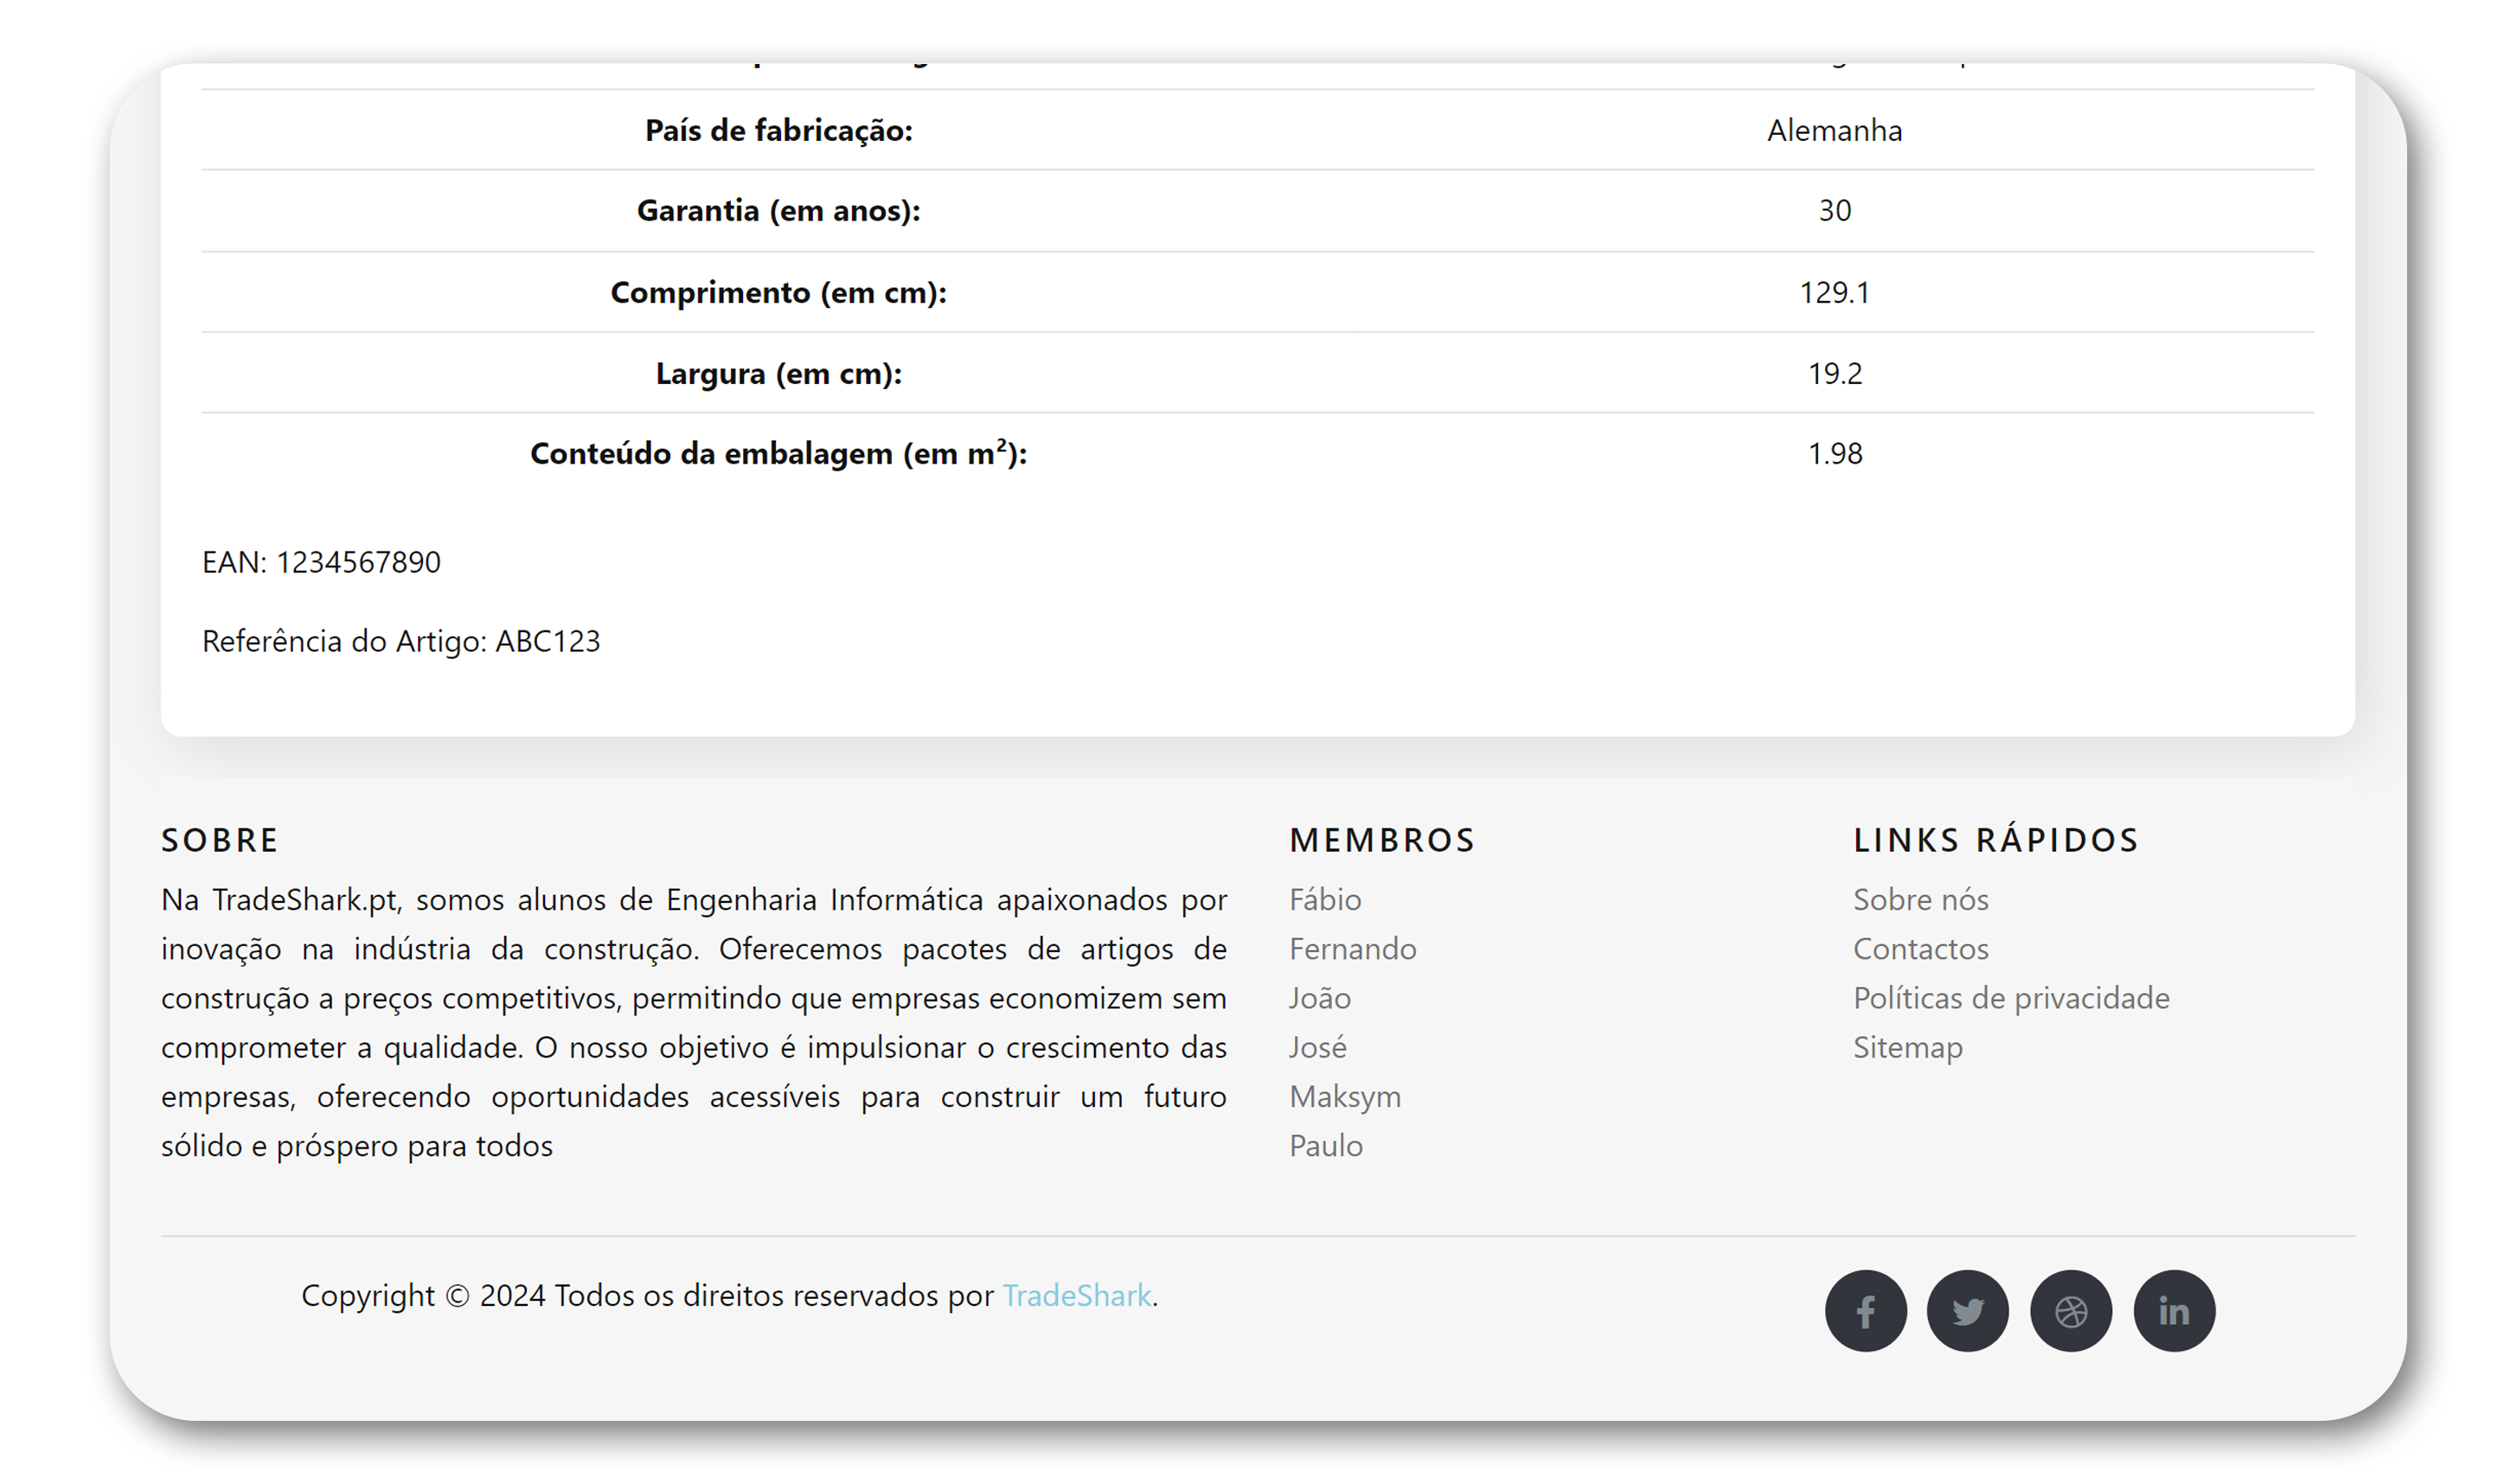 País de fabricação: Alemanha
Garantia (em anos): 30
Comprimento (em cm): 129.1
Largura (em cm): 19.2
Conteúdo da embalagem (em m²): 1.98
EAN: 1234567890
Referência do Artigo: ABC123
SOBRE
Na TradeShark.pt, somos alunos de Engenharia Informática apaixonados por
inovação na indústria da construção. Oferecemos pacotes de artigos de
construção a preços competitivos, permitindo que empresas economizem sem
comprometer a qualidade. O nosso objetivo é impulsionar o crescimento das
empresas, oferecendo oportunidades acessíveis para construir um futuro
sólido e próspero para todos
MEMBROS
Fábio
Fernando
João
José
Maksym
Paulo
LINKS RÁPIDOS
Sobre nós
Contactos
Políticas de privacidade
Sitemap
Copyright © 2024 Todos os direitos reservados por TradeShark.